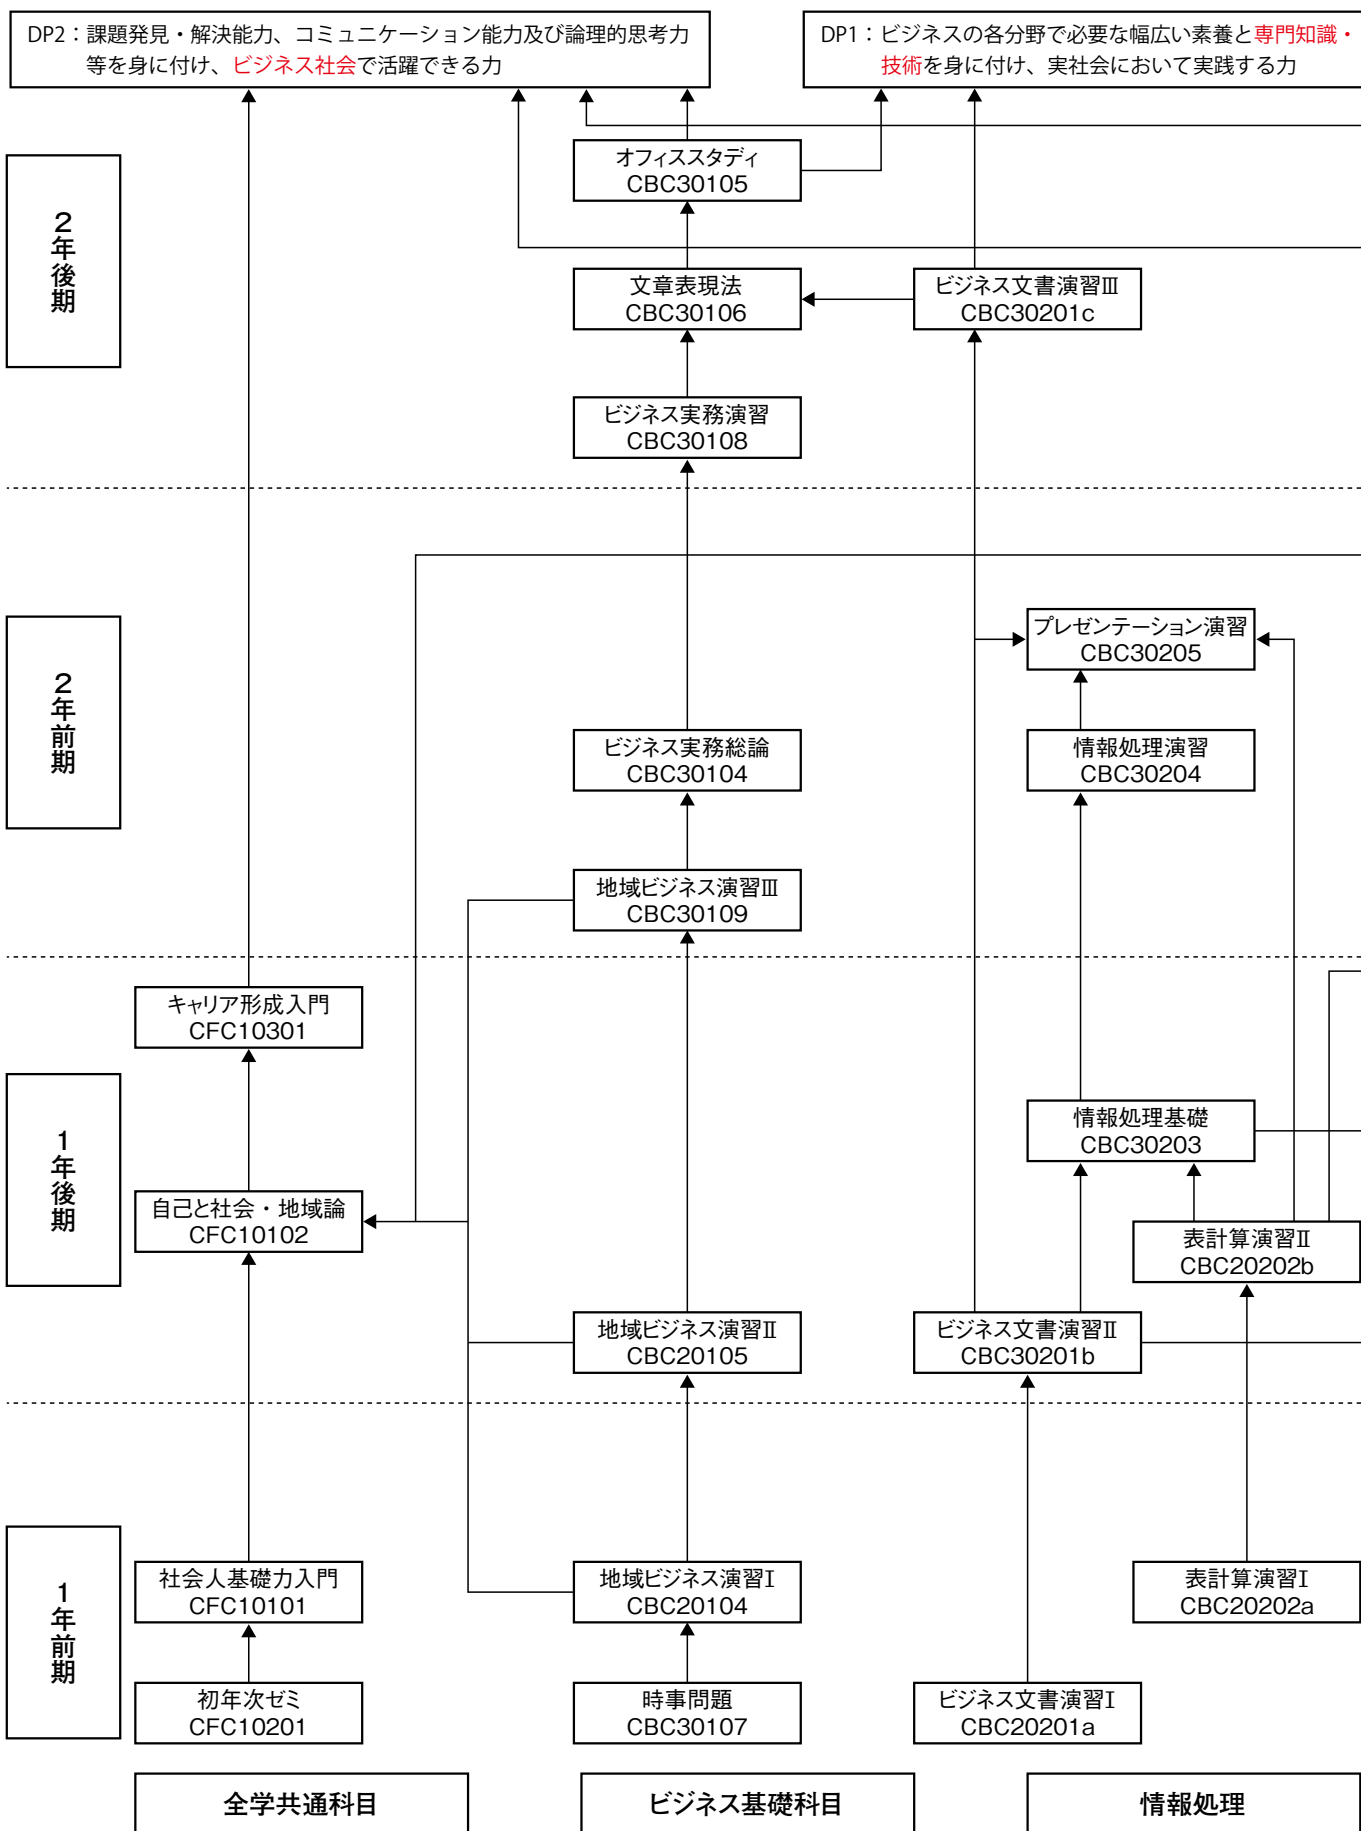 DP2：課題発見・解決能力、コミュニケーション能力及び論理的思考力
等を身に付け、ビジネス社会で活躍できる力
DP1：ビジネスの各分野で必要な幅広い素養と専門知識・
技術を身に付け、実社会において実践する力
2年後期
オフィススタディ
CBC30105
文章表現法
CBC30106
ビジネス文書演習Ⅲ
CBC30201c
ビジネス実務演習
CBC30108
2年前期
プレゼンテーション演習
CBC30205
ビジネス実務総論
CBC30104
情報処理演習
CBC30204
地域ビジネス演習Ⅲ
CBC30109
1年後期
キャリア形成入門
CFC10301
情報処理基礎
CBC30203
自己と社会・地域論
CFC10102
表計算演習Ⅱ
CBC20202b
地域ビジネス演習Ⅱ
CBC20105
ビジネス文書演習Ⅱ
CBC30201b
1年前期
社会人基礎力入門
CFC10101
地域ビジネス演習Ⅰ
CBC20104
表計算演習Ⅰ
CBC20202a
初年次ゼミ
CFC10201
時事問題
CBC30107
ビジネス文書演習Ⅰ
CBC20201a
全学共通科目
ビジネス基礎科目
情報処理